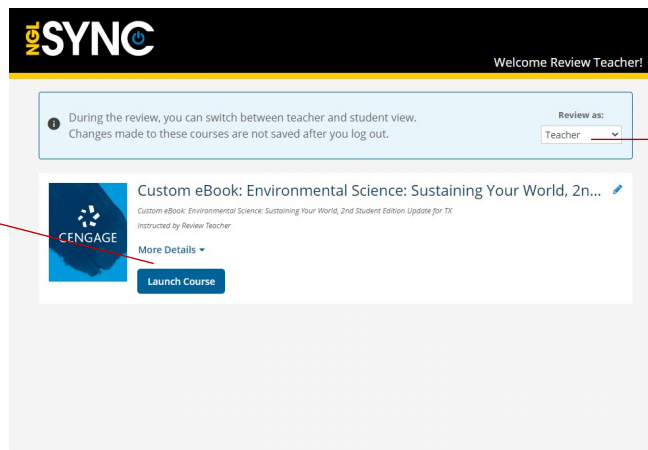 NGLSYNC
Welcome Review Teacher!
During the review, you can switch between teacher and student view.
Changes made to these courses are not saved after you log out.
Review as:
Teacher
CENGAGE
Custom eBook: Environmental Science: Sustaining Your World, 2n...
Custom eBook: Environmental Science: Sustaining Your World, 2nd Student Edition Update for TX
Instructed by Review Teacher
More Details
Launch Course